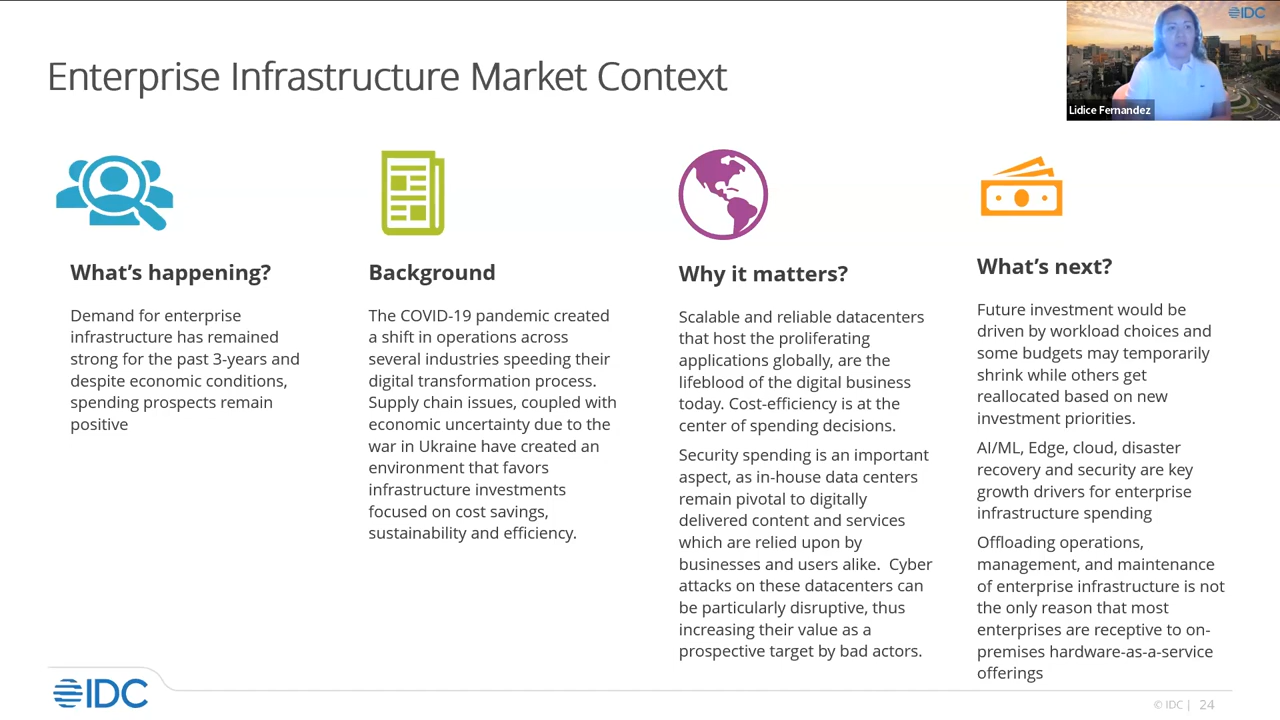 IDC
Lidice Fernandez
Enterprise Infrastructure Market Context
What's happening?
Demand for enterprise
infrastructure has remained
strong for the past 3-years and
despite economic conditions,
spending prospects remain
positive
Background
The COVID-19 pandemic created
a shift in operations across
several industries speeding their
digital transformation process.
Supply chain issues, coupled with
economic uncertainty due to the
war in Ukraine have created an
environment that favors
infrastructure investments
focused on cost savings,
sustainability and efficiency.
Why it matters?
Scalable and reliable datacenters
that host the proliferating
applications globally, are the
lifeblood of the digital business
today. Cost-efficiency is at the
center of spending decisions.
Security spending is an important
aspect, as in-house data centers
remain pivotal to digitally
delivered content and services
which are relied upon by
businesses and users alike.  Cyber
attacks on these datacenters can
be particularly disruptive, thus
increasing their value as a
prospective target by bad actors.
What's next?
Future investment would be
driven by workload choices and
some budgets may temporarily
shrink while others get
reallocated based on new
investment priorities.
AI/ML, Edge, cloud, disaster
recovery and security are key
growth drivers for enterprise
infrastructure spending
Offloading operations,
management, and maintenance
of enterprise infrastructure is not
the only reason that most
enterprises are receptive to on-
premises hardware-as-a-service
offerings
IDC
© IDC | 24